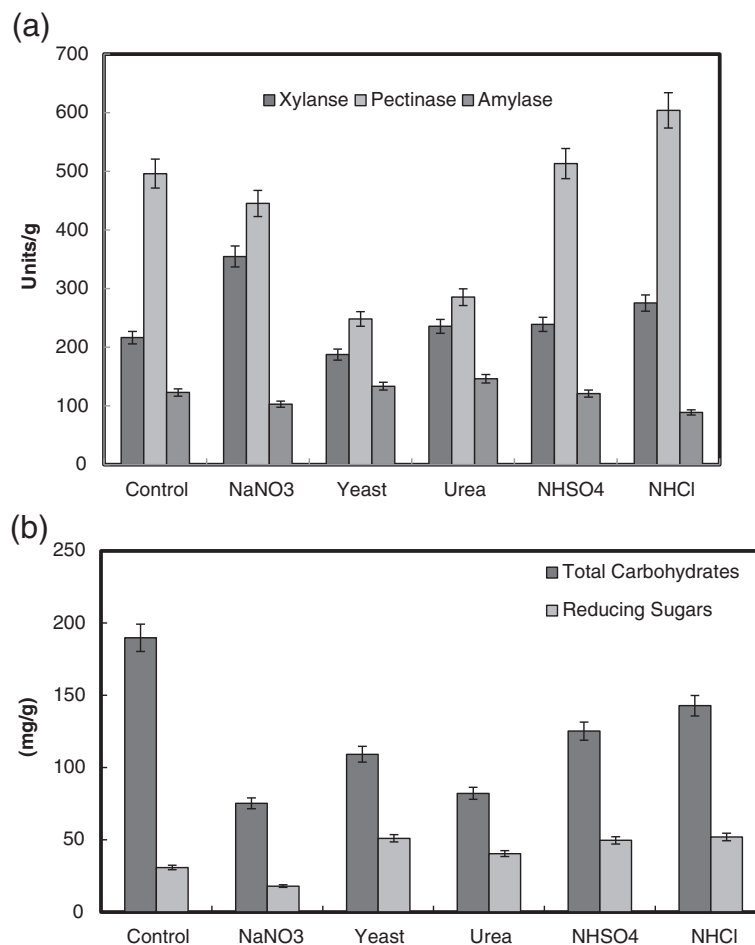 (a)
700
600
500
400
300
200
100
0
Units/g
Xylanse Pectinase Amylase
Control NaNO3 Yeast Urea NHSO4 NHCl
(b)
250
200
150
100
50
0
(mg/g)
Total Carbohydrates
Reducing Sugars
Control NaNO3 Yeast Urea NHSO4 NHCl